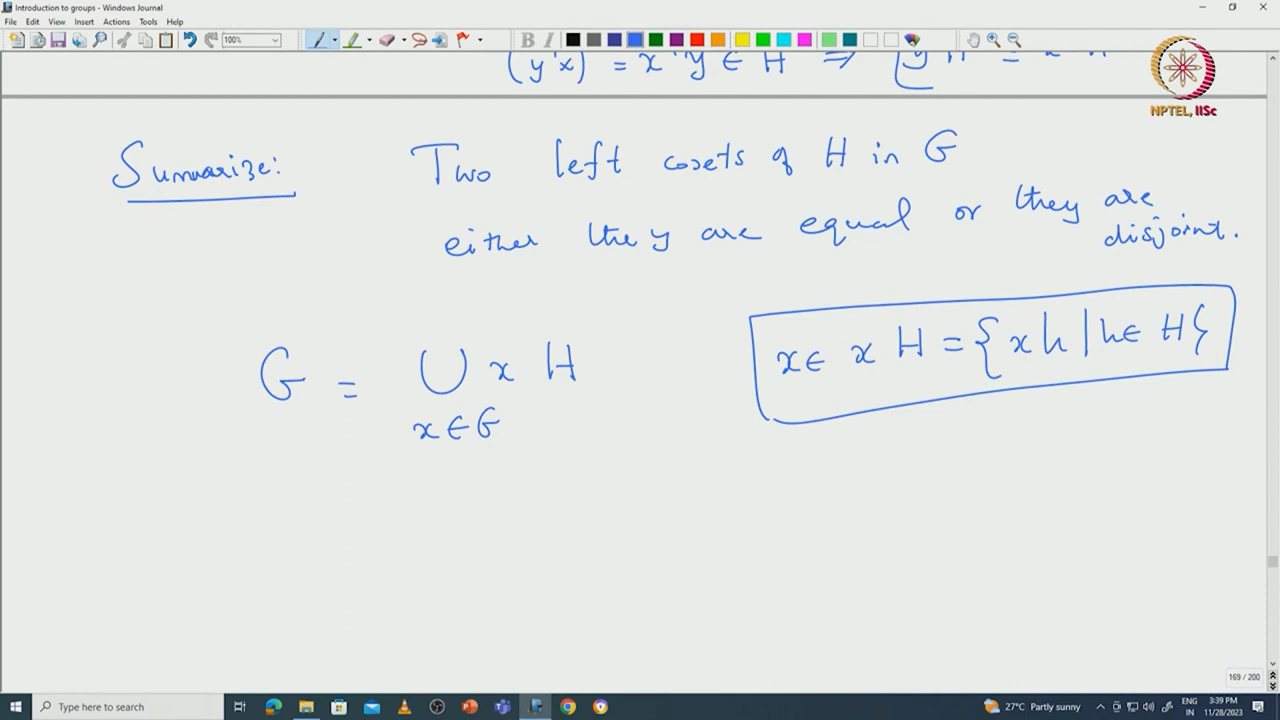 Introduction to groups - Windows Journal
File Edit View Insert Actions Tools Help
100%
B I
NPTEL, IISc
Summarize: Two left cosets of H in G
either they are equal or they are disjoint.
G = ∪ x H
x∈G
x∈ x H = { x h | h∈ H }
169 / 200
Type here to search
27°C Partly sunny
ENG
IN
3:39 PM
11/28/2023